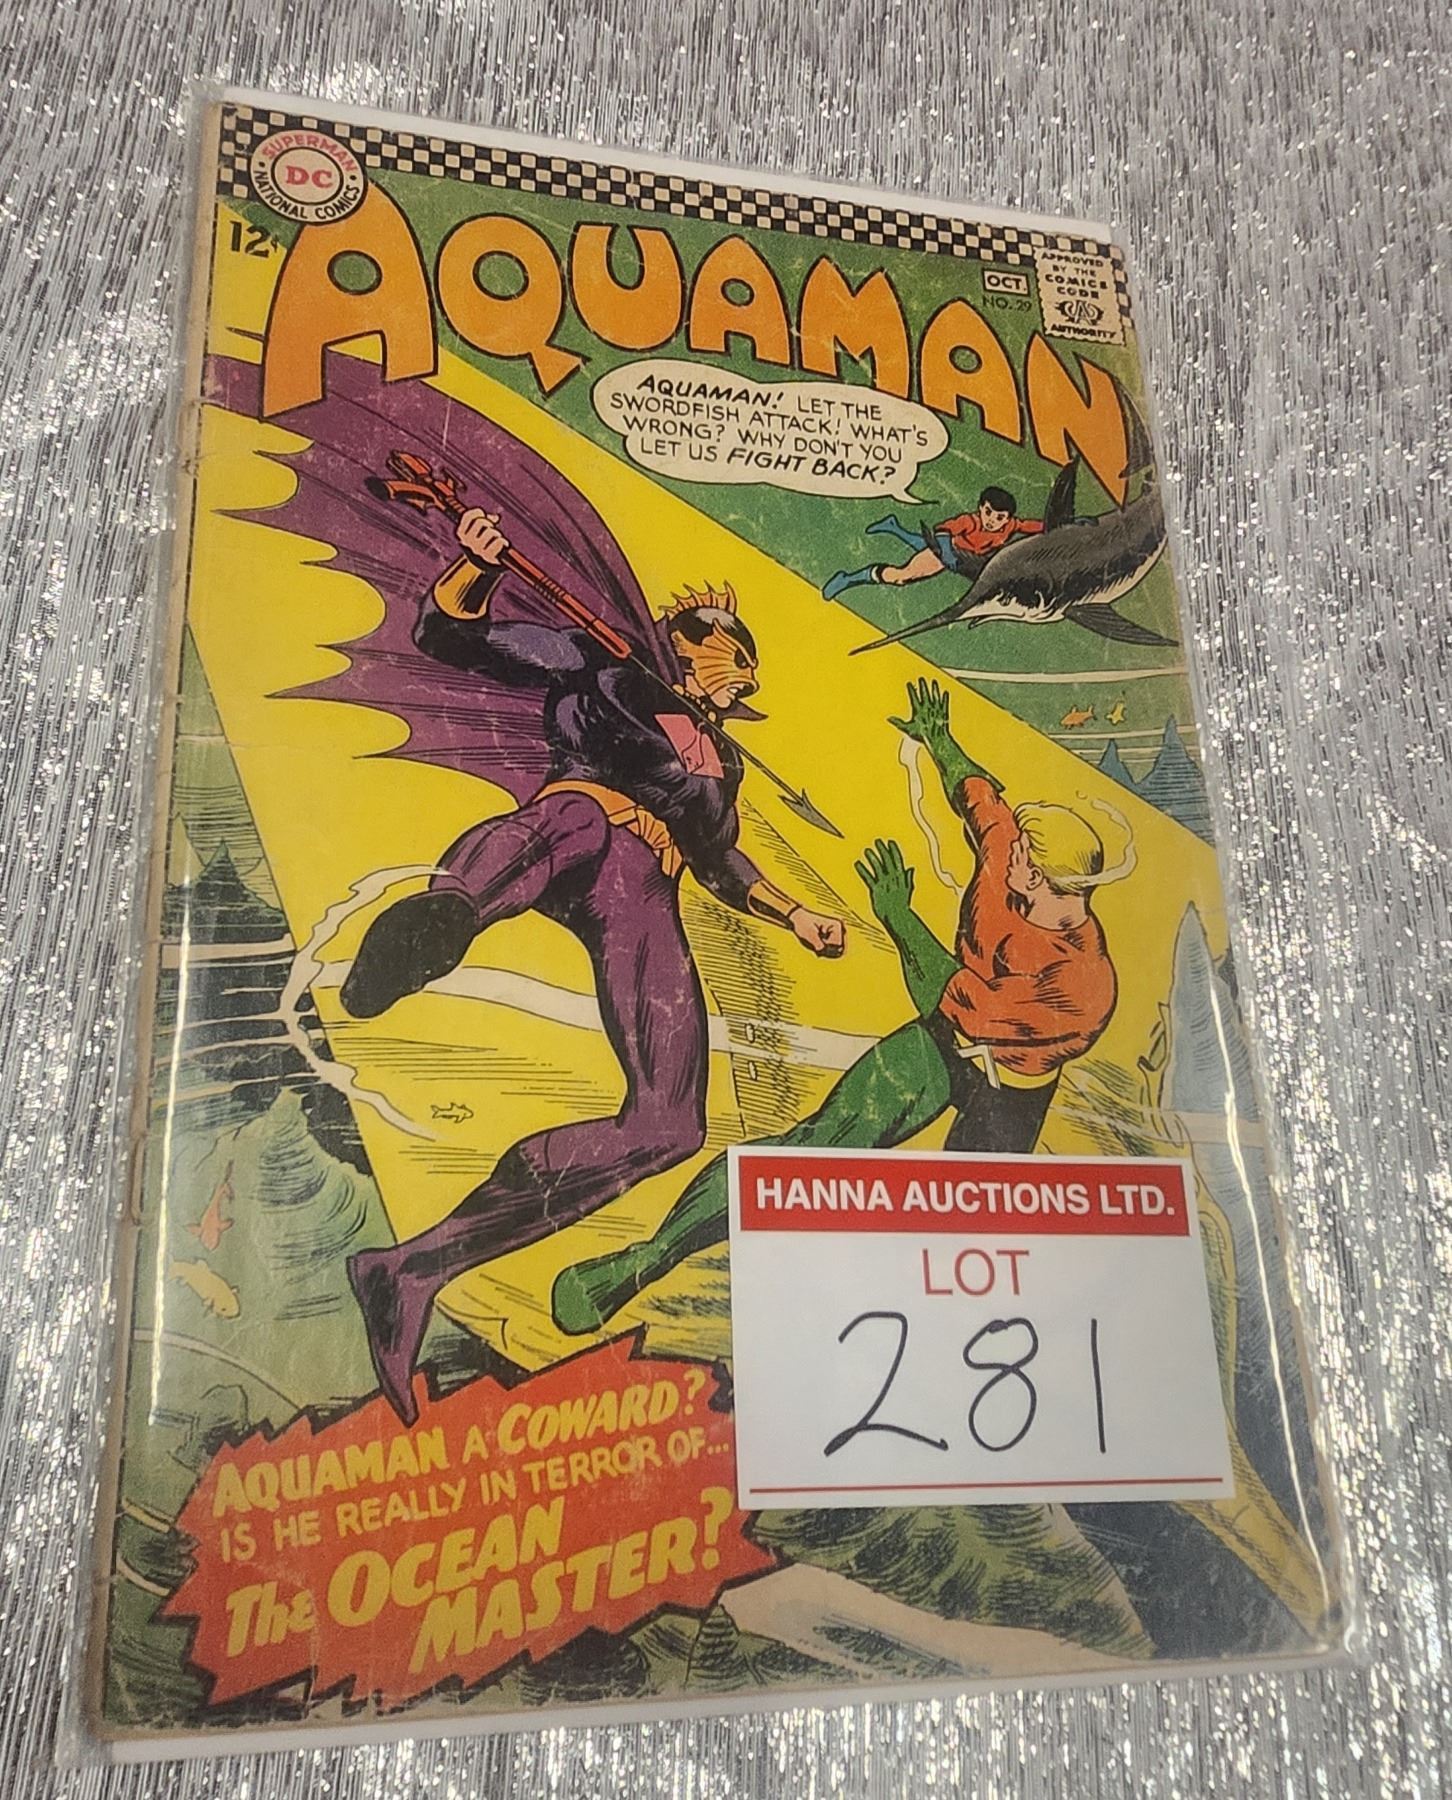 SUPERMAN
DC
NATIONAL COMICS
12¢
AQUAMAN
OCT.
NO. 29
APPROVED
BY THE
COMICS
CODE
CA
AUTHORITY
AQUAMAN! LET THE
SWORDFISH ATTACK! WHAT'S
WRONG? WHY DON'T YOU
LET US FIGHT BACK?
HANNA AUCTIONS LTD.
LOT
281
AQUAMAN A COWARD?
IS HE REALLY IN TERROR OF...
The OCEAN
MASTER?